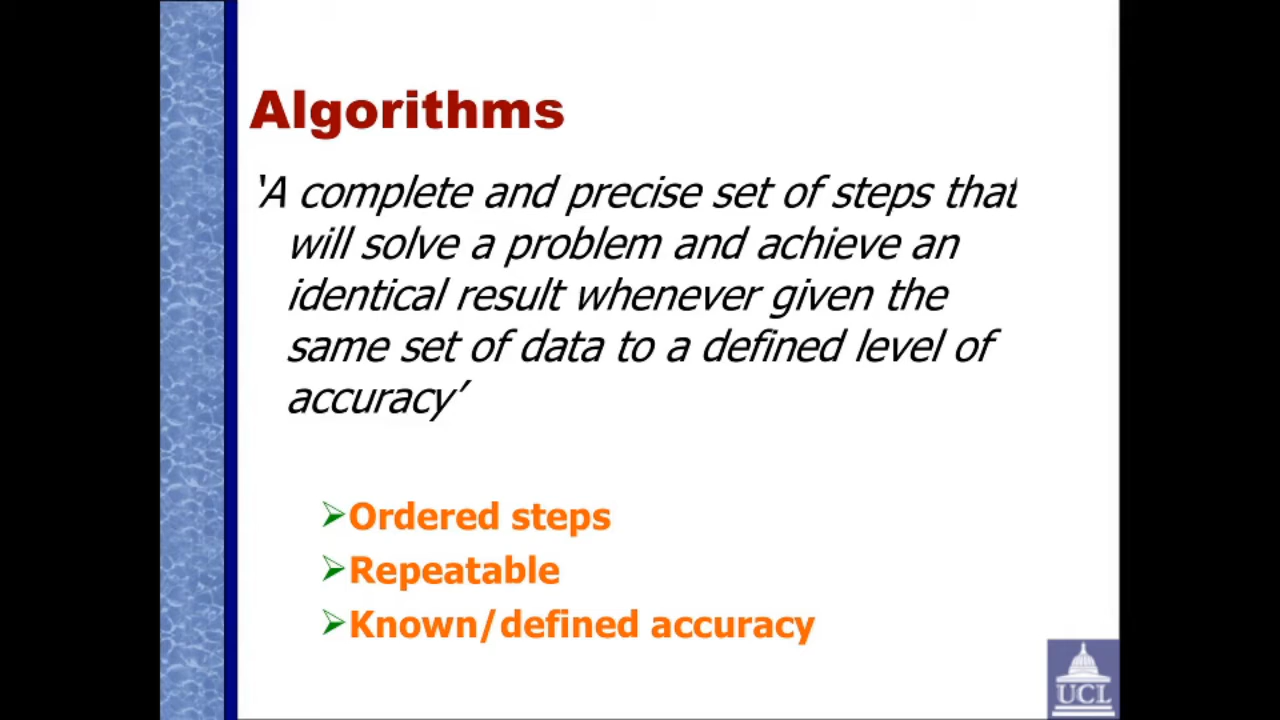 Algorithms
‘A complete and precise set of steps that
will solve a problem and achieve an
identical result whenever given the
same set of data to a defined level of
accuracy’
Ordered steps
Repeatable
Known/defined accuracy
UCL